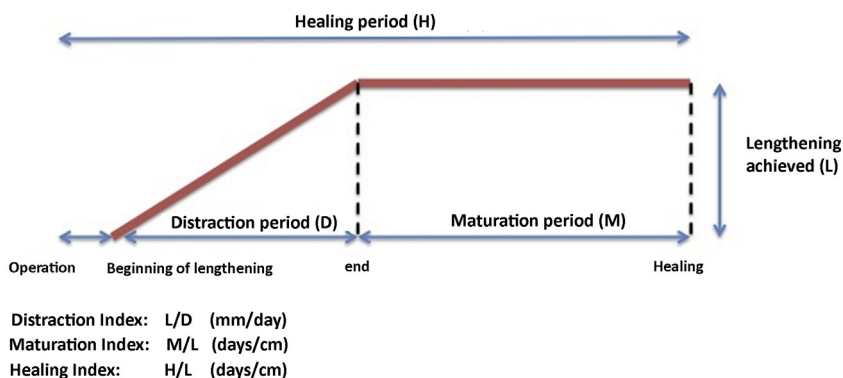 Healing period (H)
Lengthening
achieved (L)
Distraction period (D)
Maturation period (M)
Operation
Beginning of lengthening
end
Healing
Distraction Index: L/D (mm/day)
Maturation Index: M/L (days/cm)
Healing Index: H/L (days/cm)